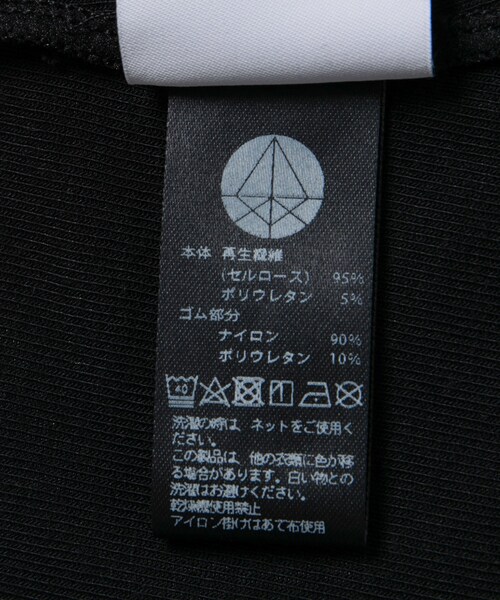 本体 再生繊維
(セルロース) 95%
ポリウレタン 5%
ゴム部分
ナイロン 90%
ポリウレタン 10%
40
洗濯の時は、ネットをご使用く
ださい。
この製品は、他の衣類に色が移
る場合があります。白い物との
洗濯はお避けください。
乾燥機使用禁止
アイロン掛けはあて布使用